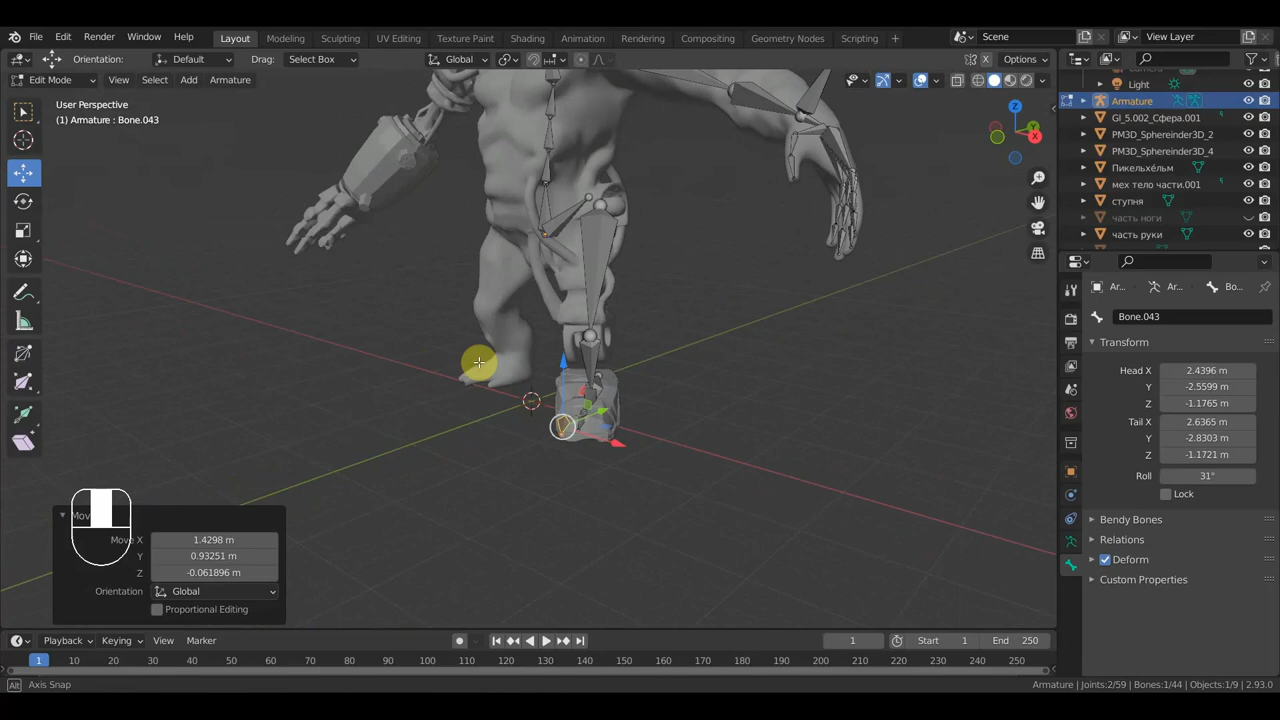 File Edit Render Window Help Layout Modeling Sculpting UV Editing Texture Paint Shading Animation Rendering Compositing Geometry Nodes Scripting + Scene View Layer
Orientation: Default Drag: Select Box Global X Options
Edit Mode View Select Add Armature
User Perspective
(1) Armature : Bone.043
Z
Y
X
Light
Armature
GI_5.002_Сфера.001
PM3D_Sphereinder3D_2
PM3D_Sphereinder3D_4
Пикельхе́льм
мех тело части.001
ступня
часть ноги
часть руки
Ar... Ar... Bo...
Bone.043
Transform
Head X 2.4396 m
Y -2.5599 m
Z -1.1765 m
Tail X 2.6365 m
Y -2.8303 m
Z -1.1721 m
Roll 31°
Lock
Bendy Bones
Relations
Deform
Custom Properties
Move X 1.4298 m
Y 0.93251 m
Z -0.061896 m
Orientation Global
Proportional Editing
Playback Keying View Marker 1 Start 1 End 250
1 10 20 30 40 50 60 70 80 90 100 110 120 130 140 150 160 170 180 190 200 210 220 230 240 250
Alt Axis Snap Armature | Joints:2/59 | Bones:1/44 | Objects:1/9 | 2.93.0